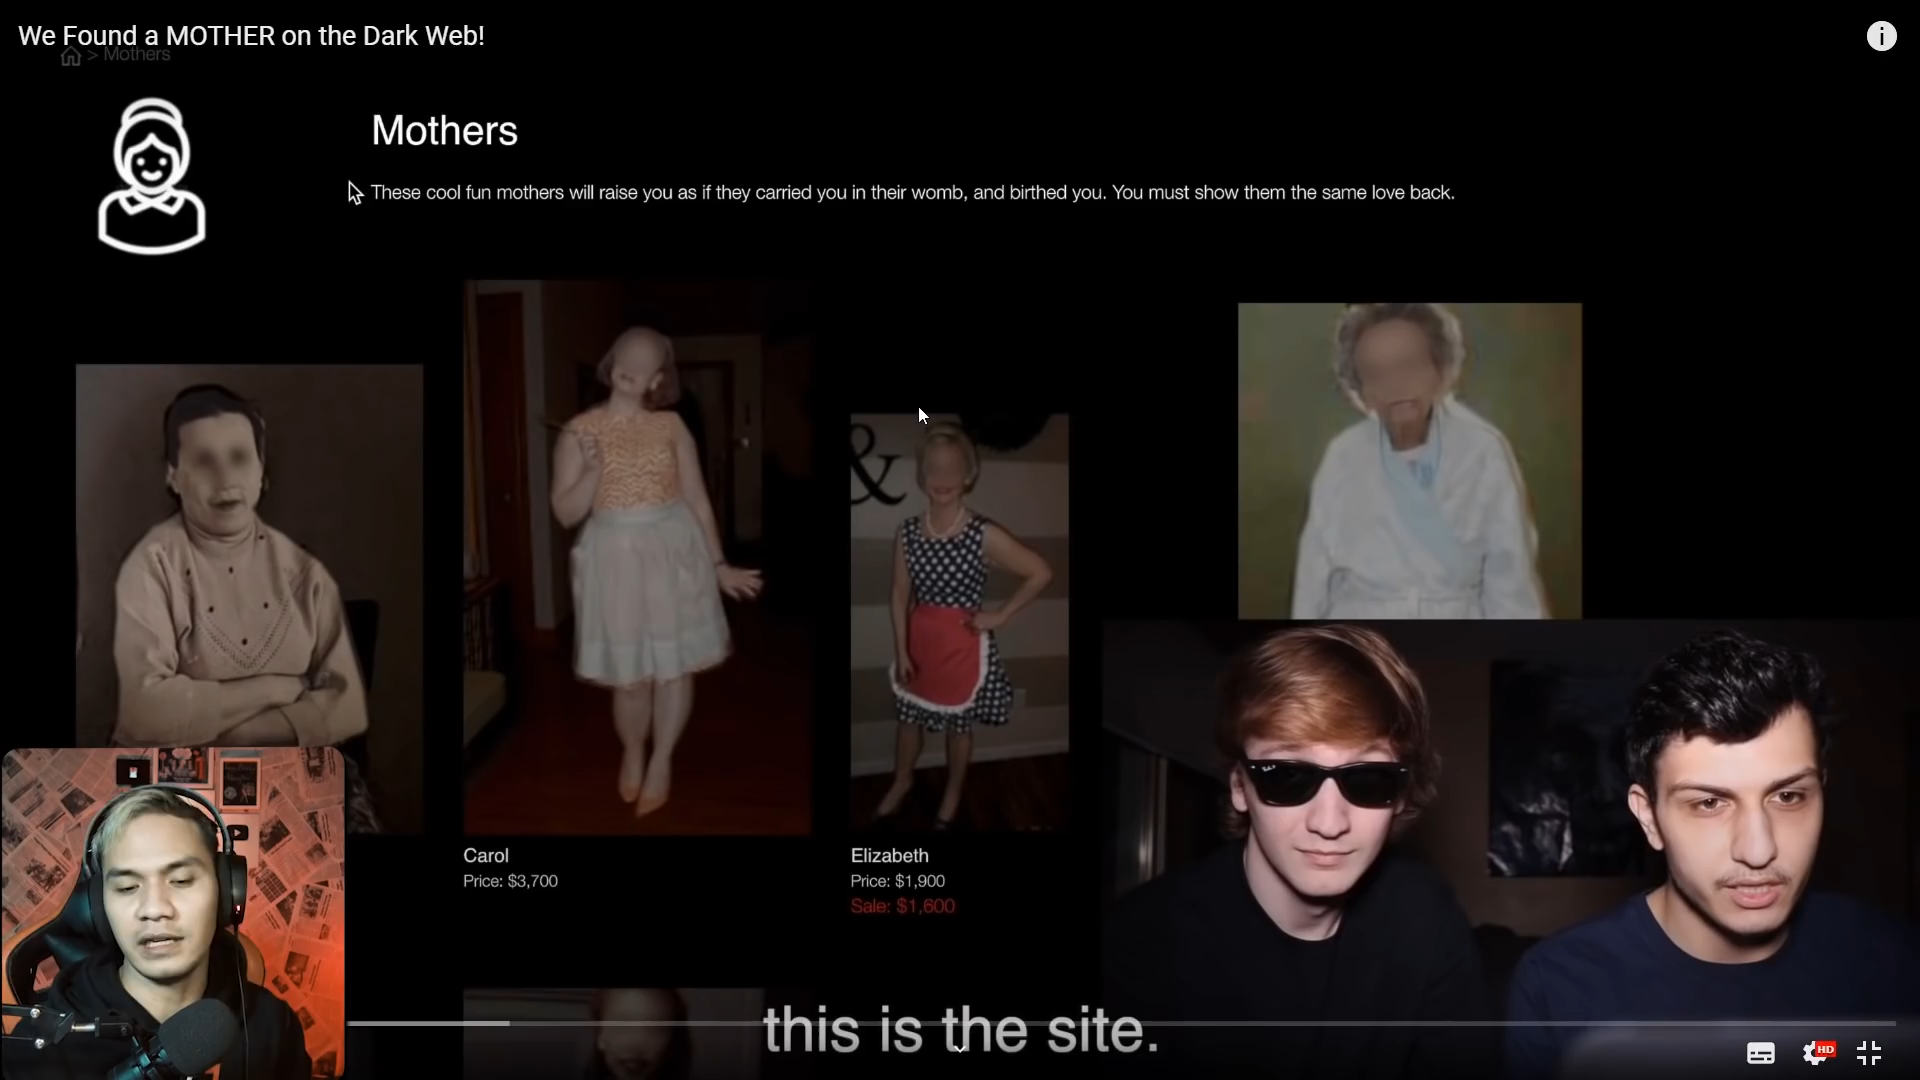 We Found a MOTHER on the Dark Web!
> Mothers
Mothers
These cool fun mothers will raise you as if they carried you in their womb, and birthed you. You must show them the same love back.
&
Carol
Price: $3,700
Elizabeth
Price: $1,900
Sale: $1,600
this is the site.
HD